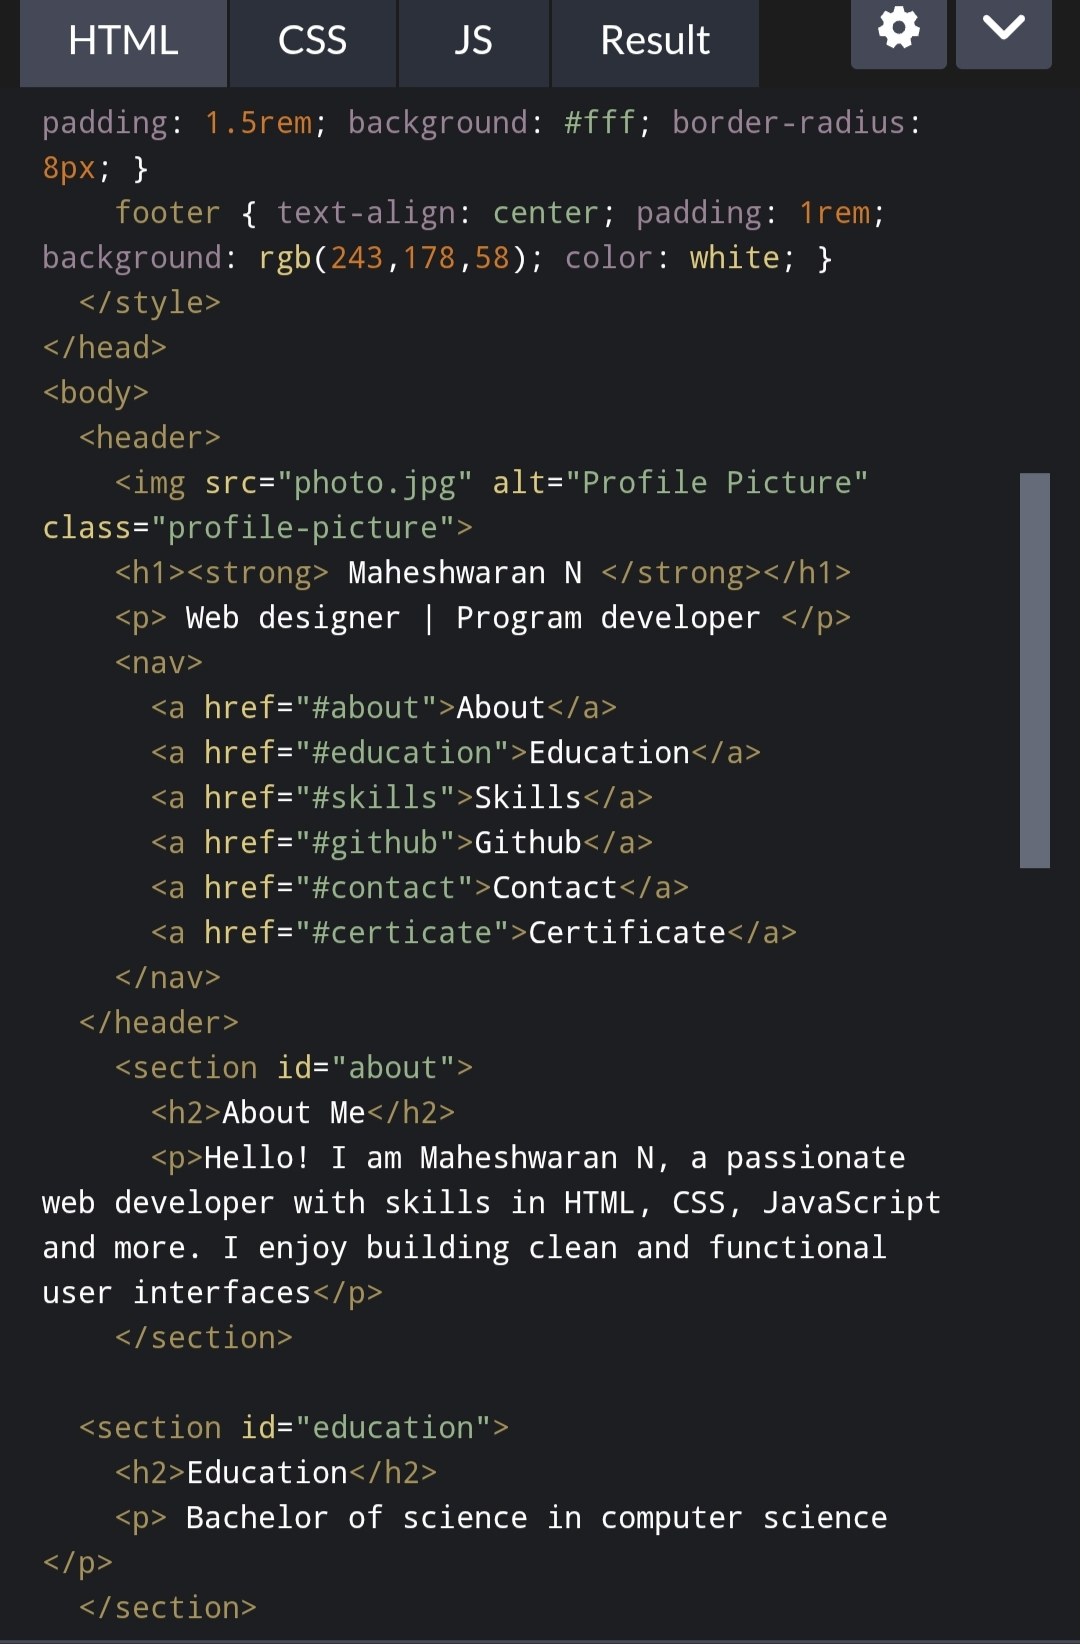 HTML CSS JS Result
padding: 1.5rem; background: #fff; border-radius:
8px; }
footer { text-align: center; padding: 1rem;
background: rgb(243,178,58); color: white; }
</style>
</head>
<body>
<header>
<img src="photo.jpg" alt="Profile Picture"
class="profile-picture">
<h1><strong> Maheshwaran N </strong></h1>
<p> Web designer | Program developer </p>
<nav>
<a href="#about">About</a>
<a href="#education">Education</a>
<a href="#skills">Skills</a>
<a href="#github">Github</a>
<a href="#contact">Contact</a>
<a href="#certicate">Certificate</a>
</nav>
</header>
<section id="about">
<h2>About Me</h2>
<p>Hello! I am Maheshwaran N, a passionate
web developer with skills in HTML, CSS, JavaScript
and more. I enjoy building clean and functional
user interfaces</p>
</section>
<section id="education">
<h2>Education</h2>
<p> Bachelor of science in computer science
</p>
</section>